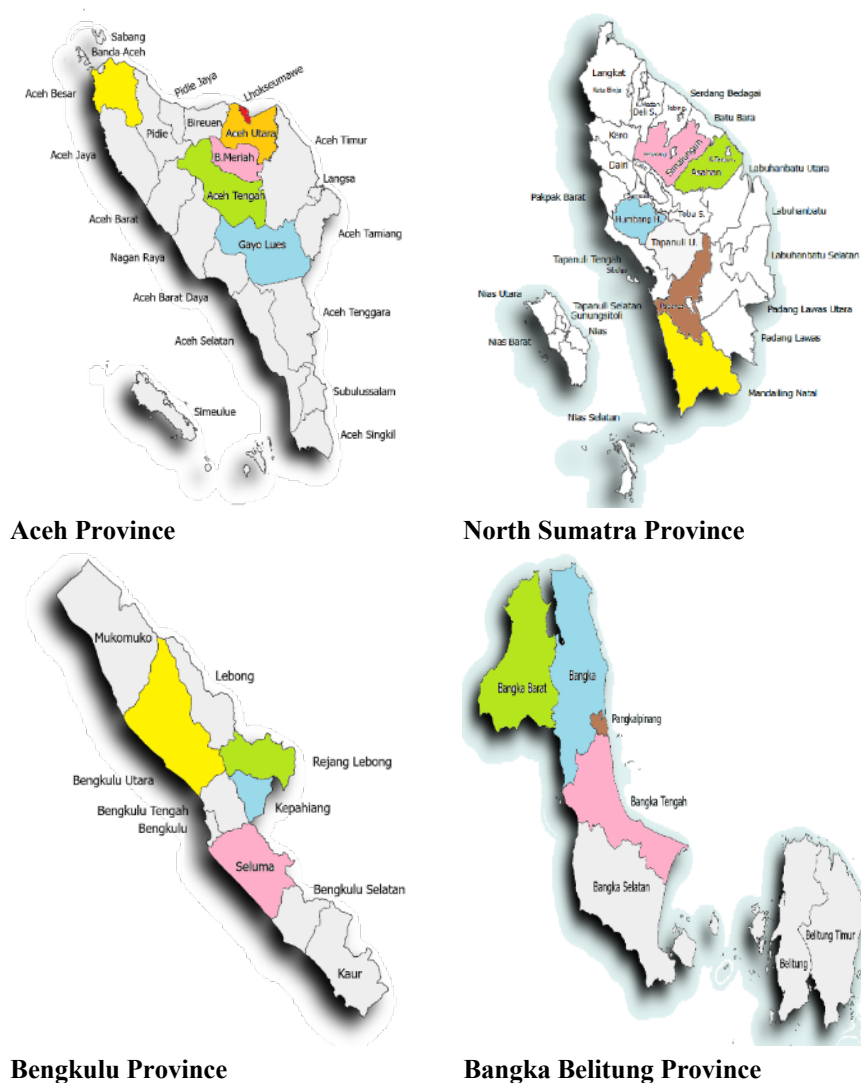 Sabang
Banda-Aceh
Pidie Jaya
Lhokseumawe
Aceh Besar
Bireuen
Aceh Utara
Pidie
Aceh Timur
Aceh Jaya
B.Meriah
Langsa
Aceh Tengah
Aceh Barat
Aceh Tamiang
Gayo Lues
Nagan Raya
Aceh Barat Daya
Aceh Tenggara
Aceh Selatan
Subulussalam
Simeulue
Aceh Singkil
Aceh Province
Langkat
Serdang Bedagai
Deli S.
Batu Bara
Karo
Simalungun
Dairi
Asahan
Labuhanbatu Utara
Pakpak Barat
Humbang H.
Toba S.
Labuhanbatu
Tapanuli U.
Tapanuli Tengah
Labuhanbatu Selatan
Nias Utara
Tapanuli Selatan
Gunungsitoli
Padang Lawas Utara
Nias
Nias Barat
Padang Lawas
Mandailing Natal
Nias Selatan
North Sumatra Province
Mukomuko
Lebong
Rejang Lebong
Bengkulu Utara
Kepahiang
Bengkulu Tengah
Bengkulu
Seluma
Bengkulu Selatan
Kaur
Bengkulu Province
Bangka Barat
Bangka
Pangkalpinang
Bangka Tengah
Bangka Selatan
Belitung Timur
Belitung
Bangka Belitung Province